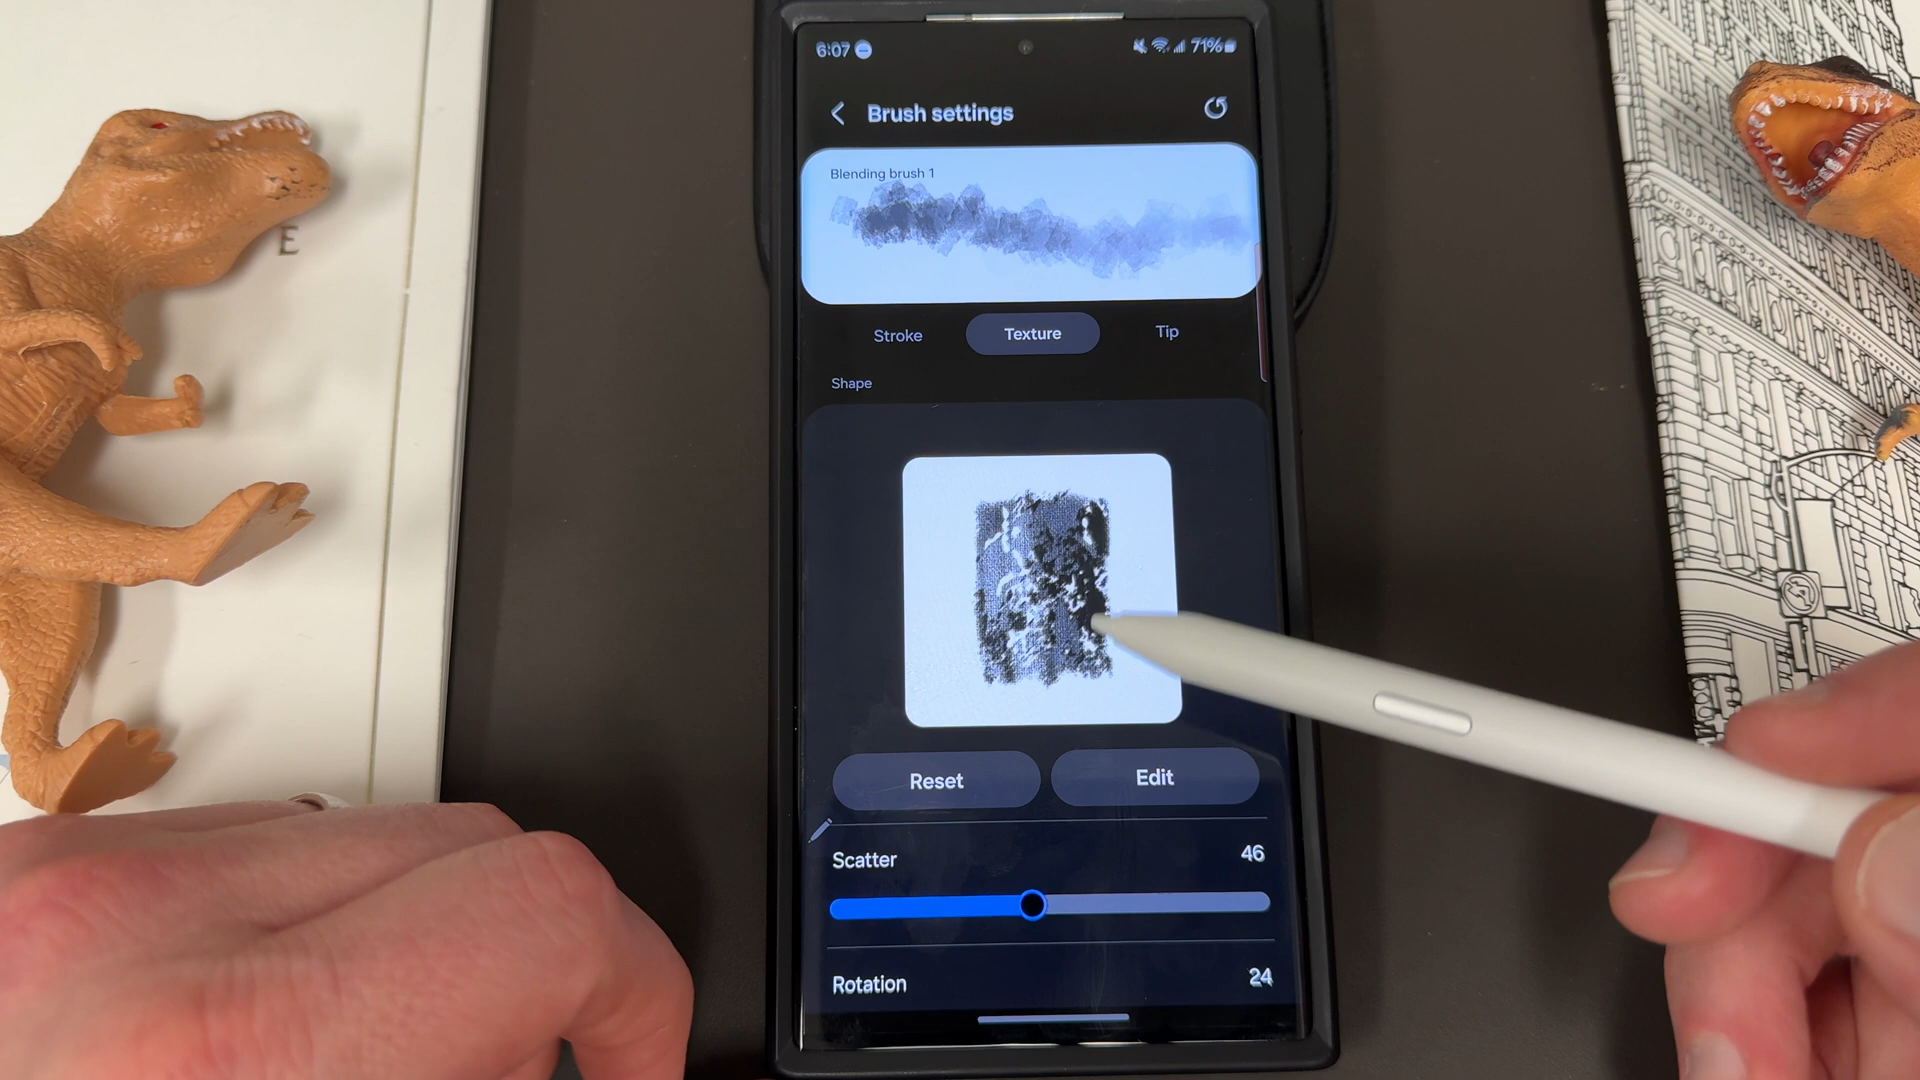 6:07
71%
Brush settings
Blending brush 1
Stroke
Texture
Tip
Shape
Reset
Edit
Scatter
46
Rotation
24
E